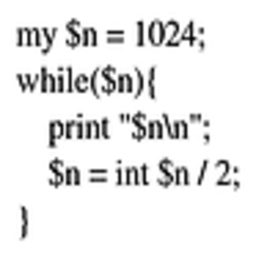 my $n = 1024;
while($n){
    print "$n\n";
    $n = int $n / 2;
}